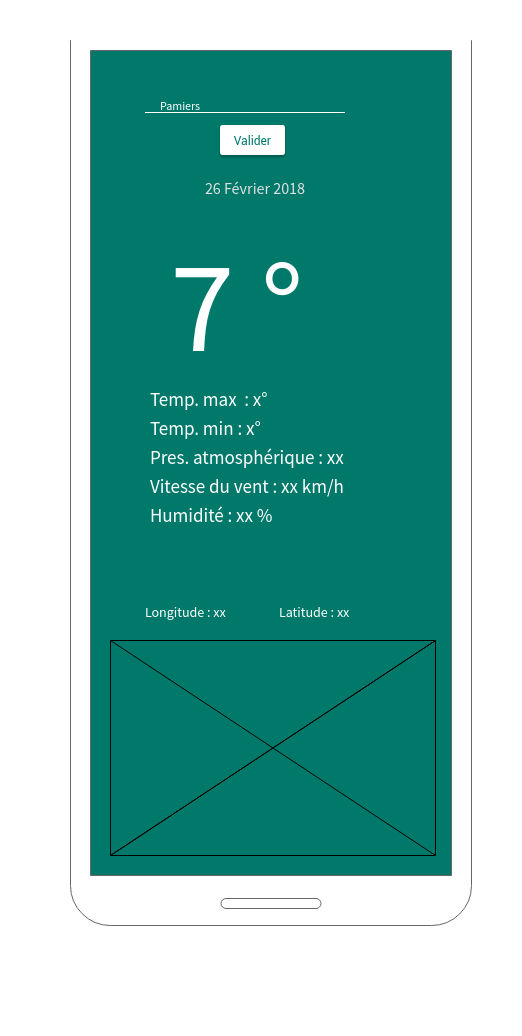 Pamiers
Valider
26 Février 2018
7 °
Temp. max  : x°
Temp. min : x°
Pres. atmosphérique : xx
Vitesse du vent : xx km/h
Humidité : xx %
Longitude : xx
Latitude : xx